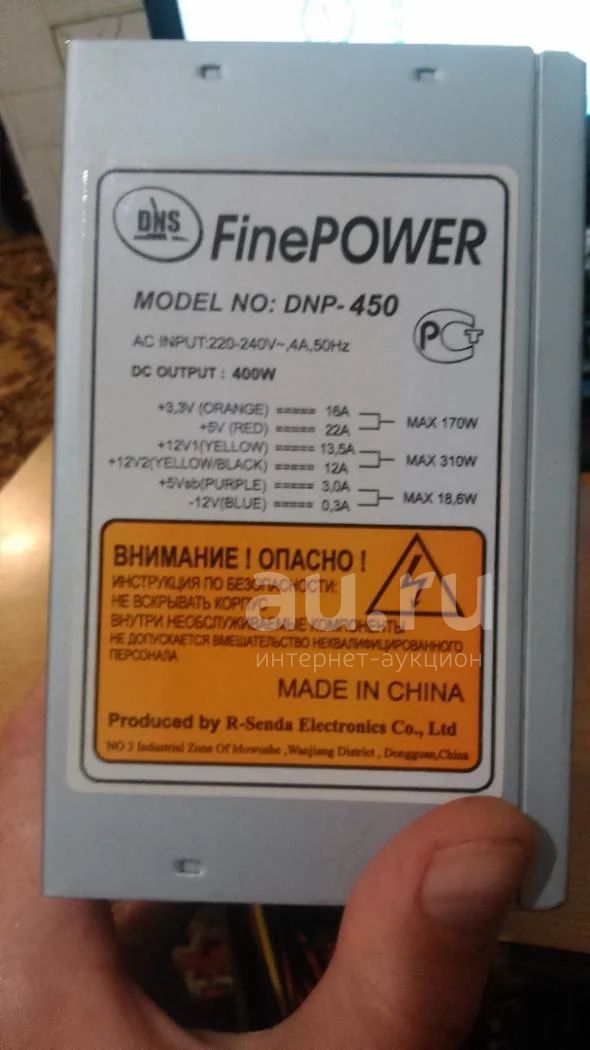 DNS
FinePOWER
MODEL NO: DNP-450
AC INPUT:220-240V~,4A,50Hz
РСТ
DC OUTPUT : 400W
+3,3V (ORANGE) ===== 16A
+5V (RED) ===== 22A
MAX 170W
+12V1(YELLOW) ===== 13,5A
+12V2(YELLOW/BLACK) ===== 12A
MAX 310W
+5Vsb(PURPLE) ===== 3,0A
-12V(BLUE) ===== 0,3A
MAX 18,6W
ВНИМАНИЕ ! ОПАСНО !
ИНСТРУКЦИЯ ПО БЕЗОПАСНОСТИ:
НЕ ВСКРЫВАТЬ КОРПУС
ВНУТРИ НЕОБСЛУЖИВАЕМЫЕ КОМПОНЕНТЫ
НЕ ДОПУСКАЕТСЯ ВМЕШАТЕЛЬСТВО НЕКВАЛИФИЦИРОВАННОГО
ПЕРСОНАЛА
au.ru
интернет-аукцион
MADE IN CHINA
Produced by R-Senda Electronics Co., Ltd
NO 3 Industrial Zone Of Mowushe ,Wanjiang District , Dongguan,China